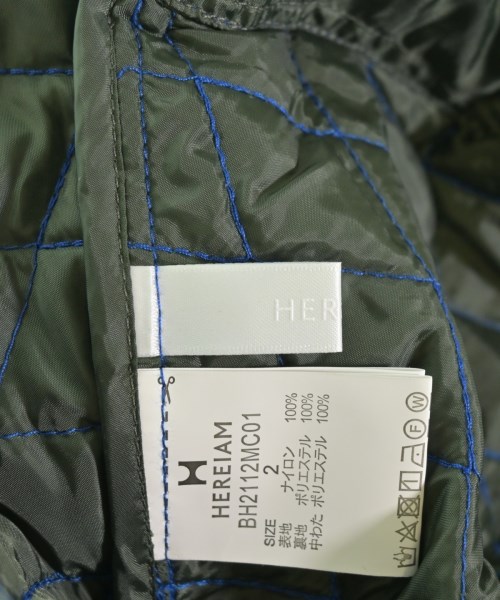 HER
HEREIAM
BH2112MC01
SIZE 2
表地 ナイロン 100%
裏地 ポリエステル 100%
中わた ポリエステル 100%
F
W